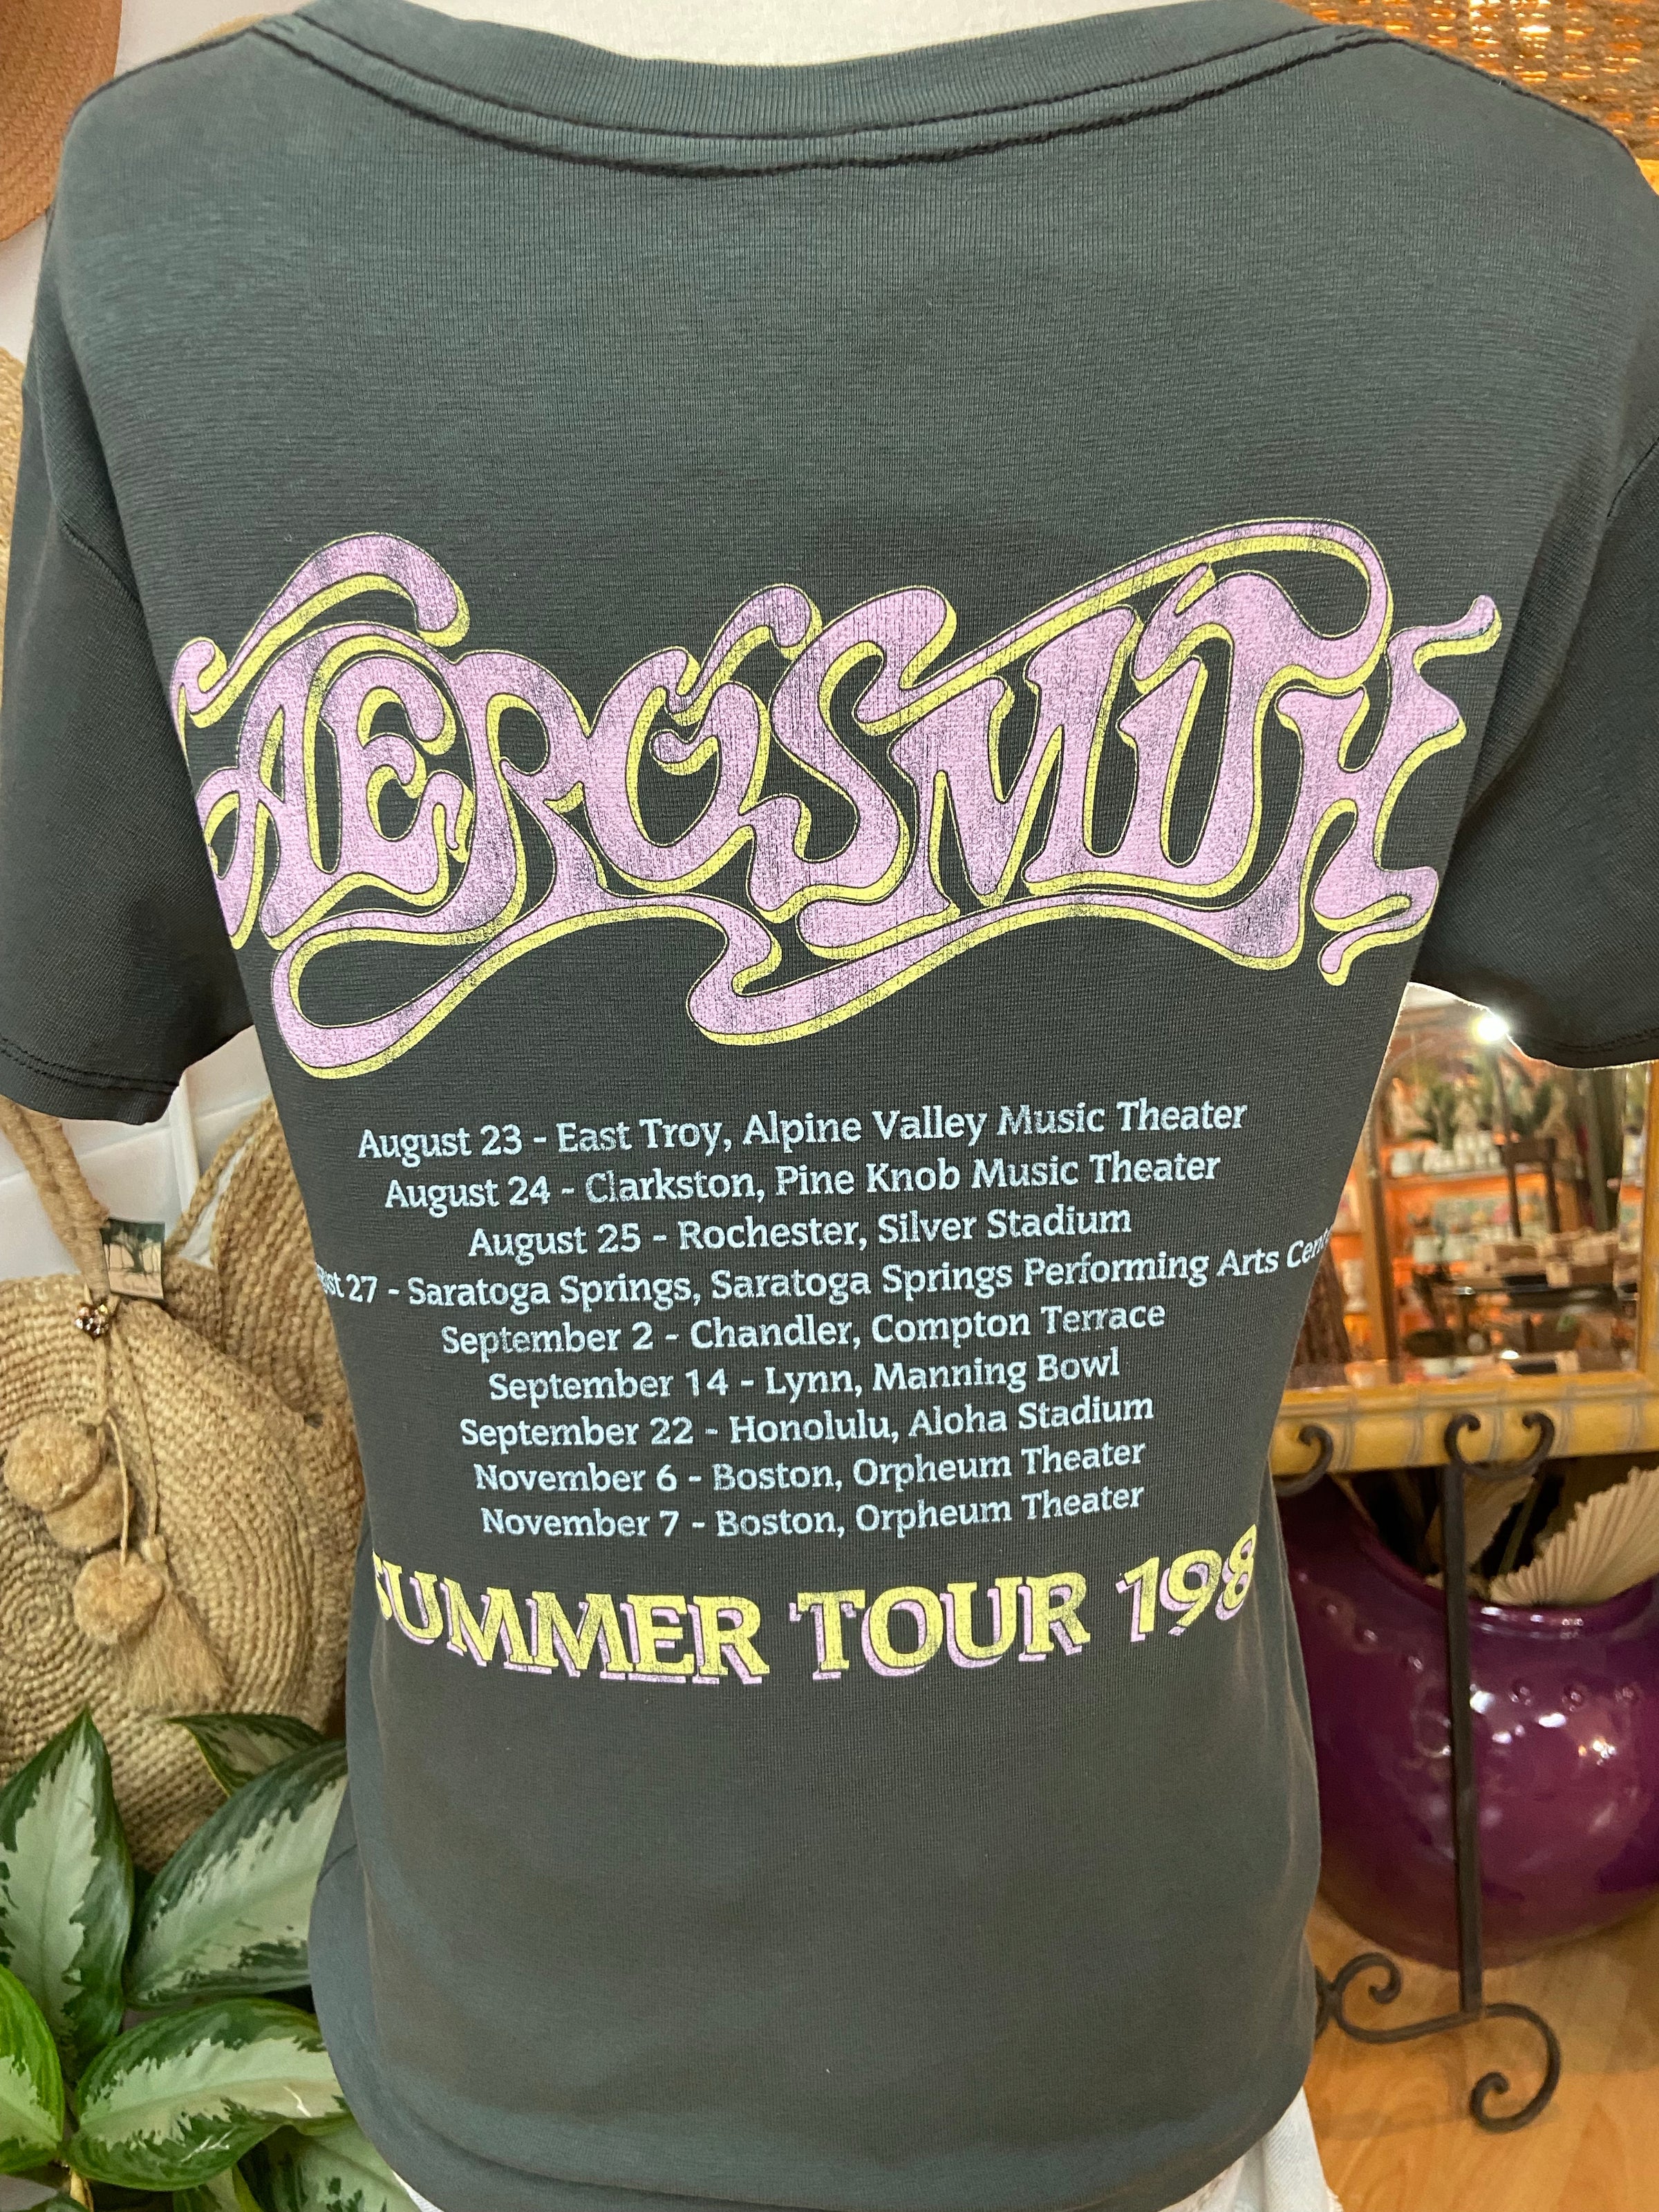 AEROSMITH
August 23 - East Troy, Alpine Valley Music Theater
August 24 - Clarkston, Pine Knob Music Theater
August 25 - Rochester, Silver Stadium
27 - Saratoga Springs, Saratoga Springs Performing Arts
September 2 - Chandler, Compton Terrace
September 14 - Lynn, Manning Bowl
September 22 - Honolulu, Aloha Stadium
November 6 - Boston, Orpheum Theater
November 7 - Boston, Orpheum Theater
SUMMER TOUR 198